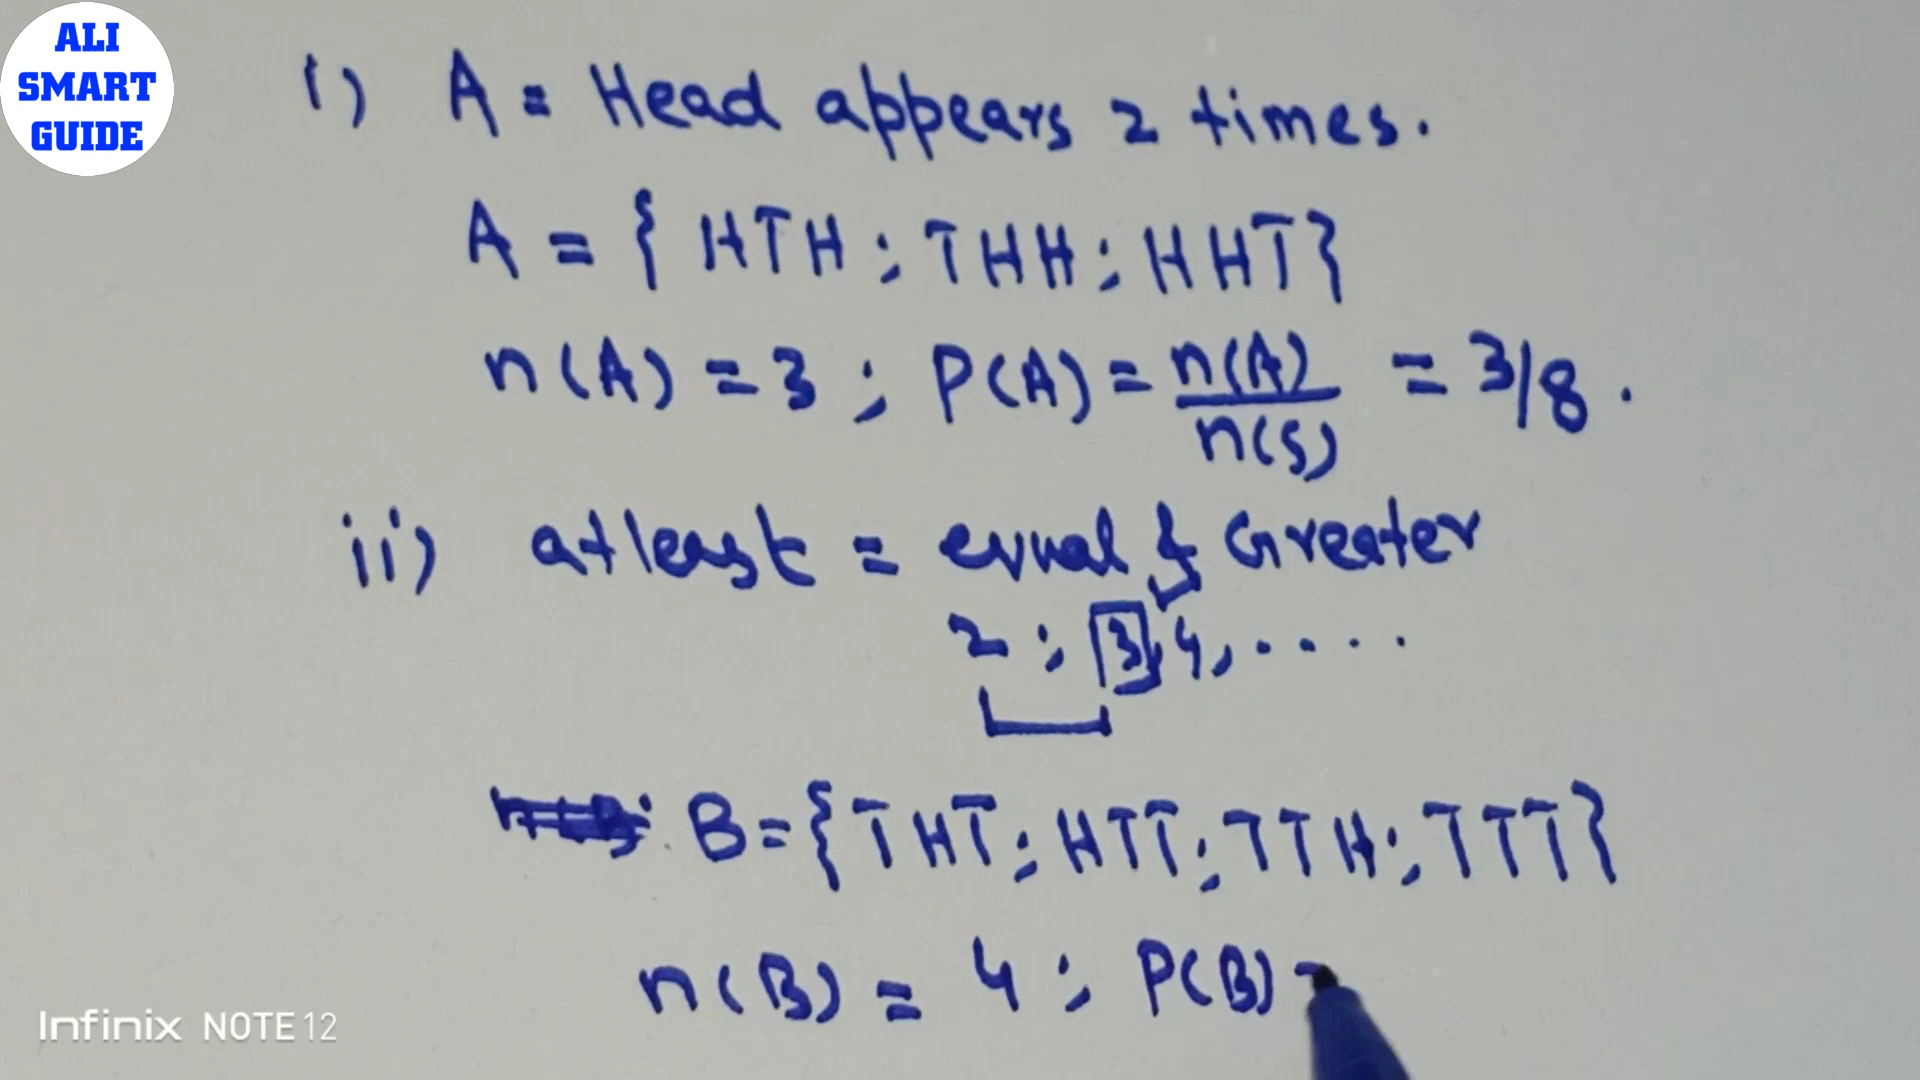 ALI
SMART
GUIDE
i) A = Head appears 2 times.
A = { HTH ; THH ; HHT}
n(A) = 3 ; P(A) = n(A)/n(S) = 3/8 .
ii) atleast = equal & Greater
2 ; 3, 4, .....
B = { THT ; HTT ; TTH ; TTT}
n(B) = 4 ; P(B) =
Infinix NOTE 12